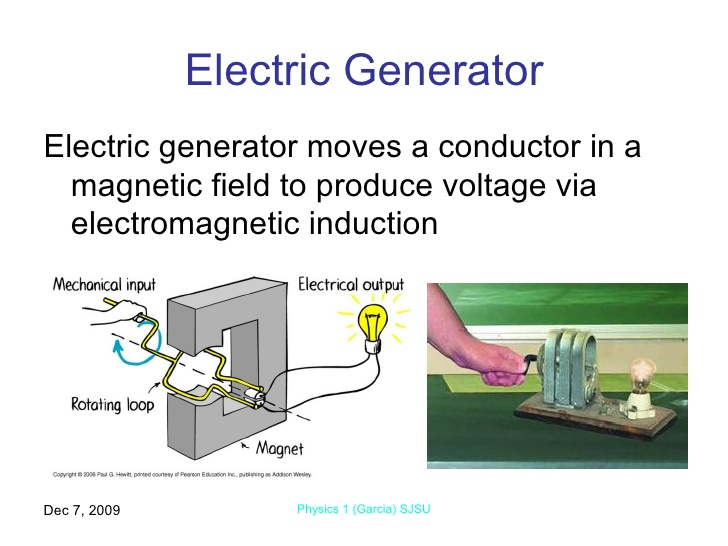 Electric Generator
Electric generator moves a conductor in a
magnetic field to produce voltage via
electromagnetic induction
Mechanical input
Electrical output
Rotating loop
Magnet
Copyright © 2006 Paul G. Hewitt, printed courtesy of Pearson Education Inc., publishing as Addison Wesley.
Dec 7, 2009
Physics 1 (Garcia) SJSU